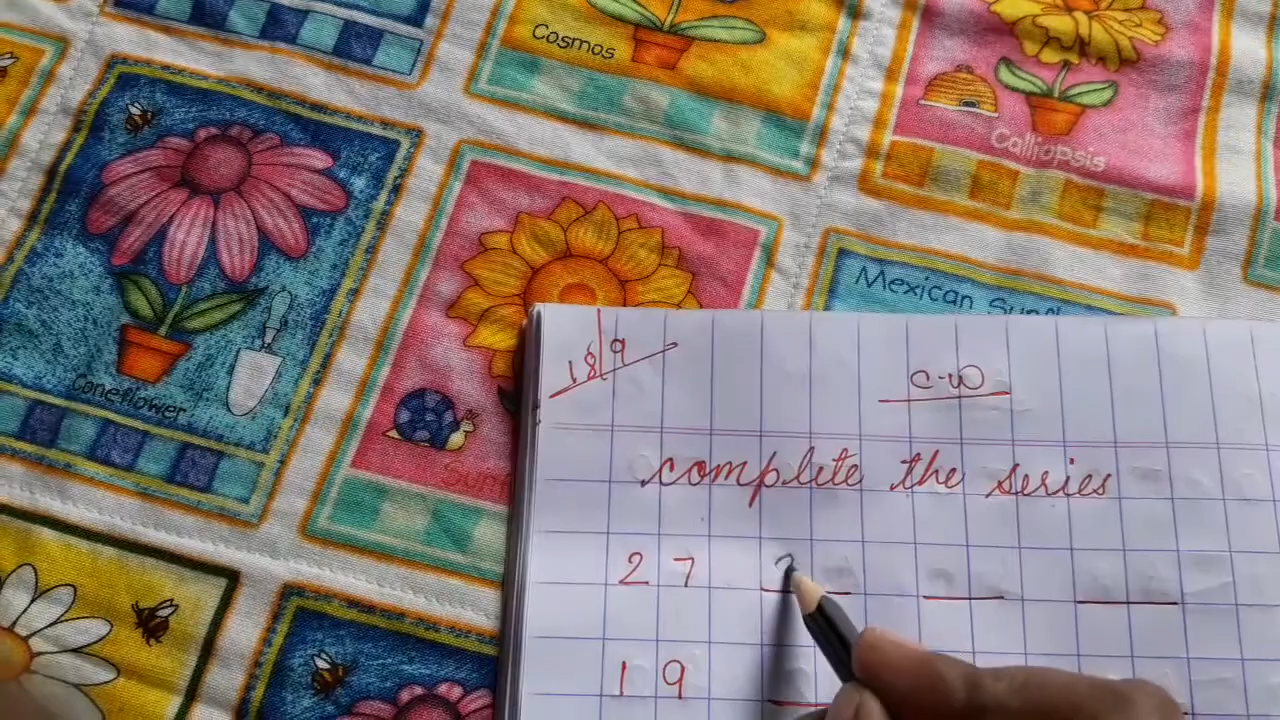 Cosmos
Calliopsis
Coneflower
Mexican
18/9
C-W
complete the series
27
19